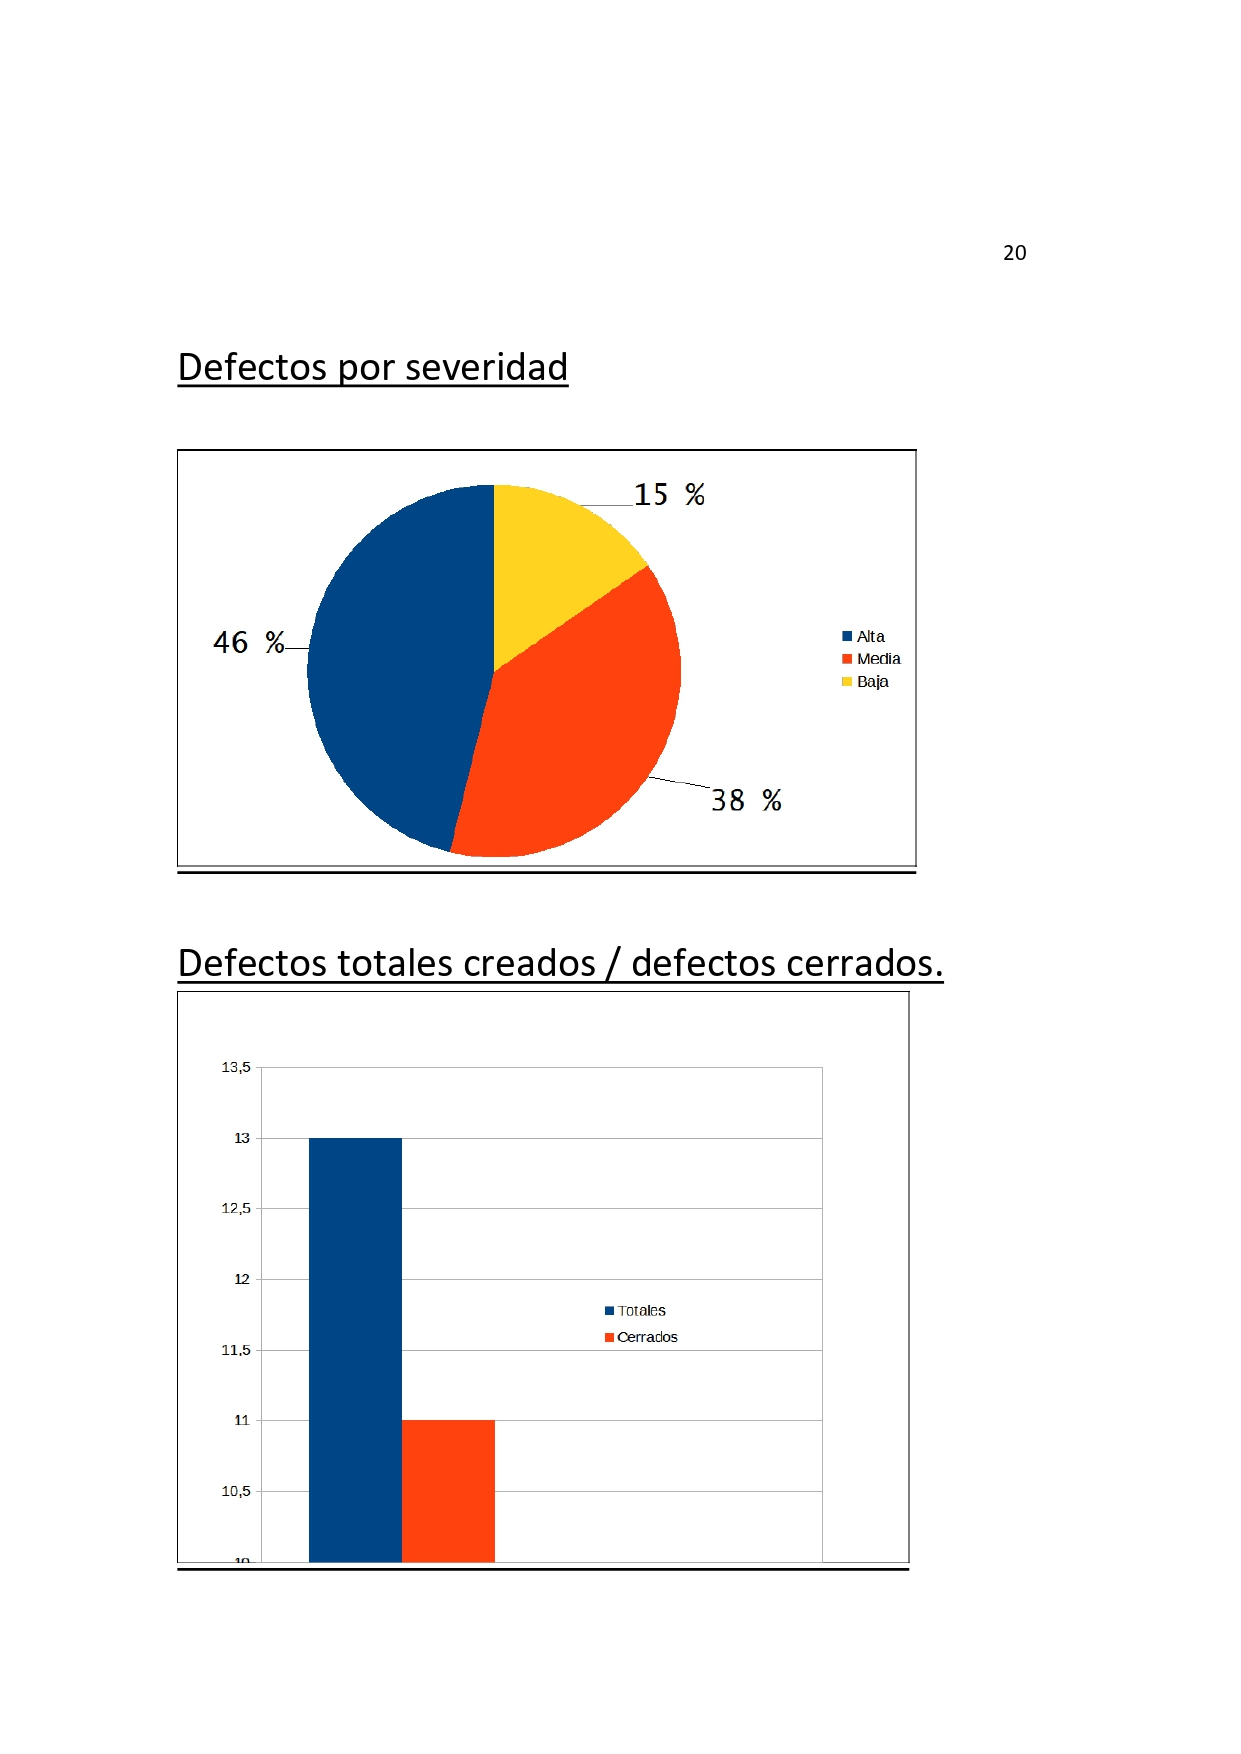 20
Defectos por severidad
15 %
46 %
Alta
Media
Baja
38 %
Defectos totales creados / defectos cerrados.
13,5
13
12,5
12
Totales
Cerrados
11,5
11
10,5